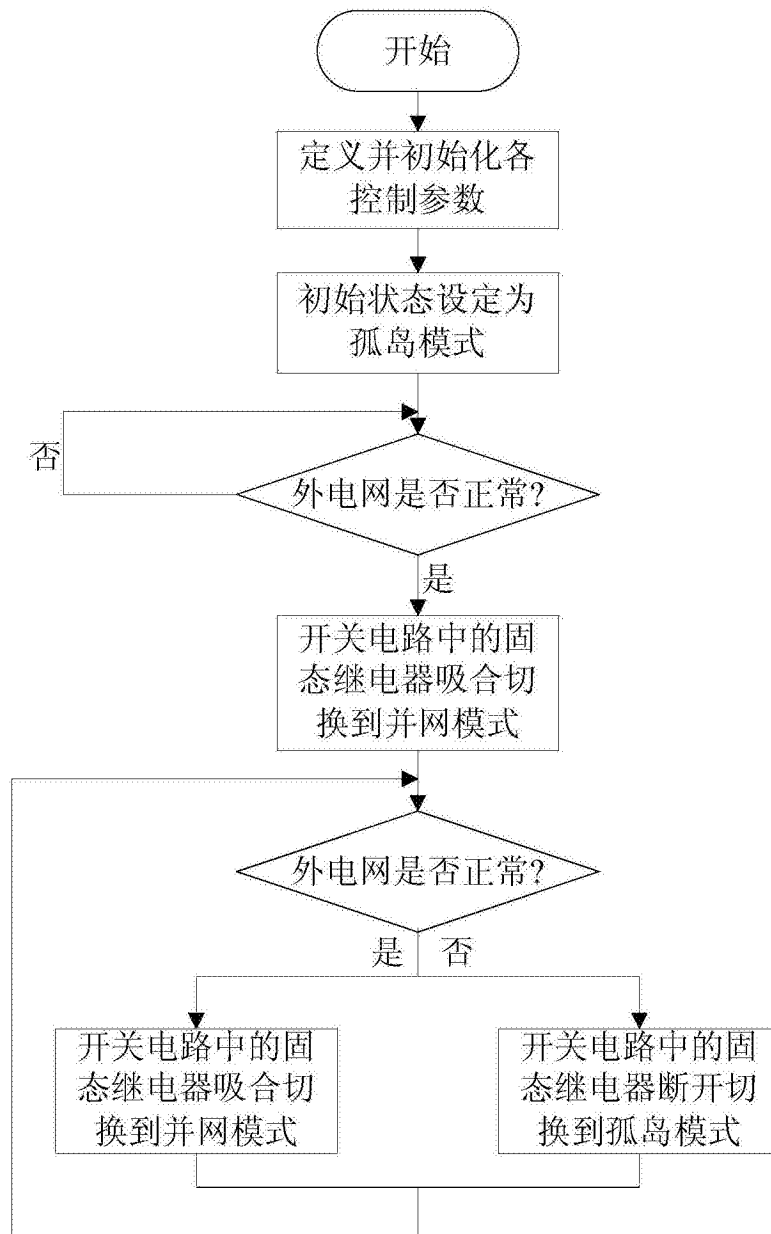 开始
定义并初始化各
控制参数
初始状态设定为
孤岛模式
否
外电网是否正常?
是
开关电路中的固
态继电器吸合切
换到并网模式
外电网是否正常?
是 否
开关电路中的固
态继电器吸合切
换到并网模式
开关电路中的固
态继电器断开切
换到孤岛模式